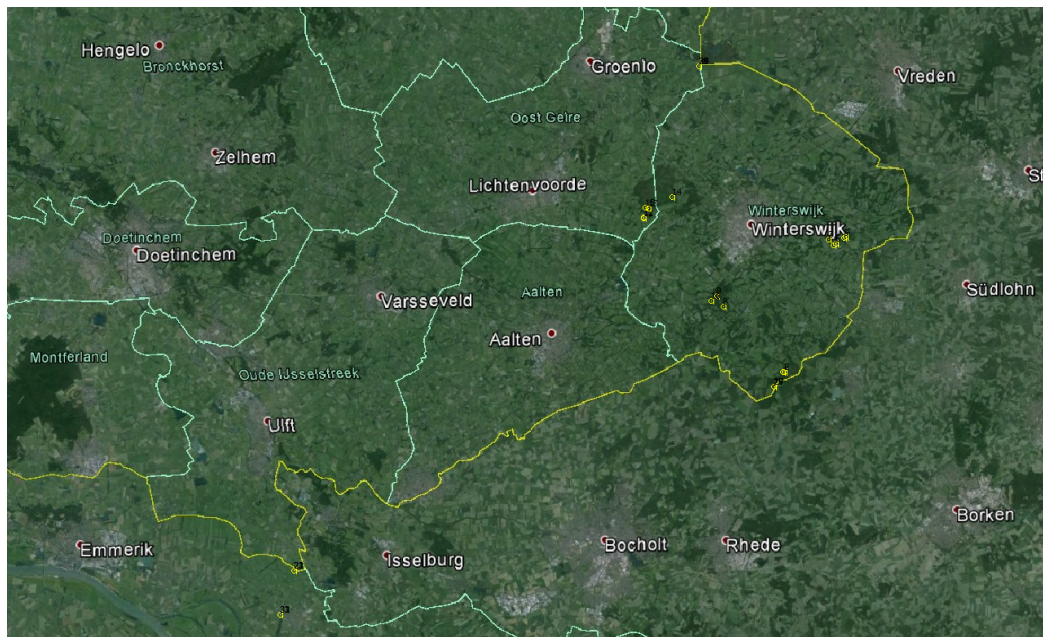 Hengelo
Bronckhorst
Groenlo
Vreden
Oost Gelre
Zelhem
Lichtenvoorde
14
Winterswijk
Winterswijk
Doetinchem
Doetinchem
Südlohn
Varsseveld
Aalten
Aalten
Montferland
Oude IJsselstreek
Ulft
Borken
Emmerik
Isselburg
Bocholt
Rhede